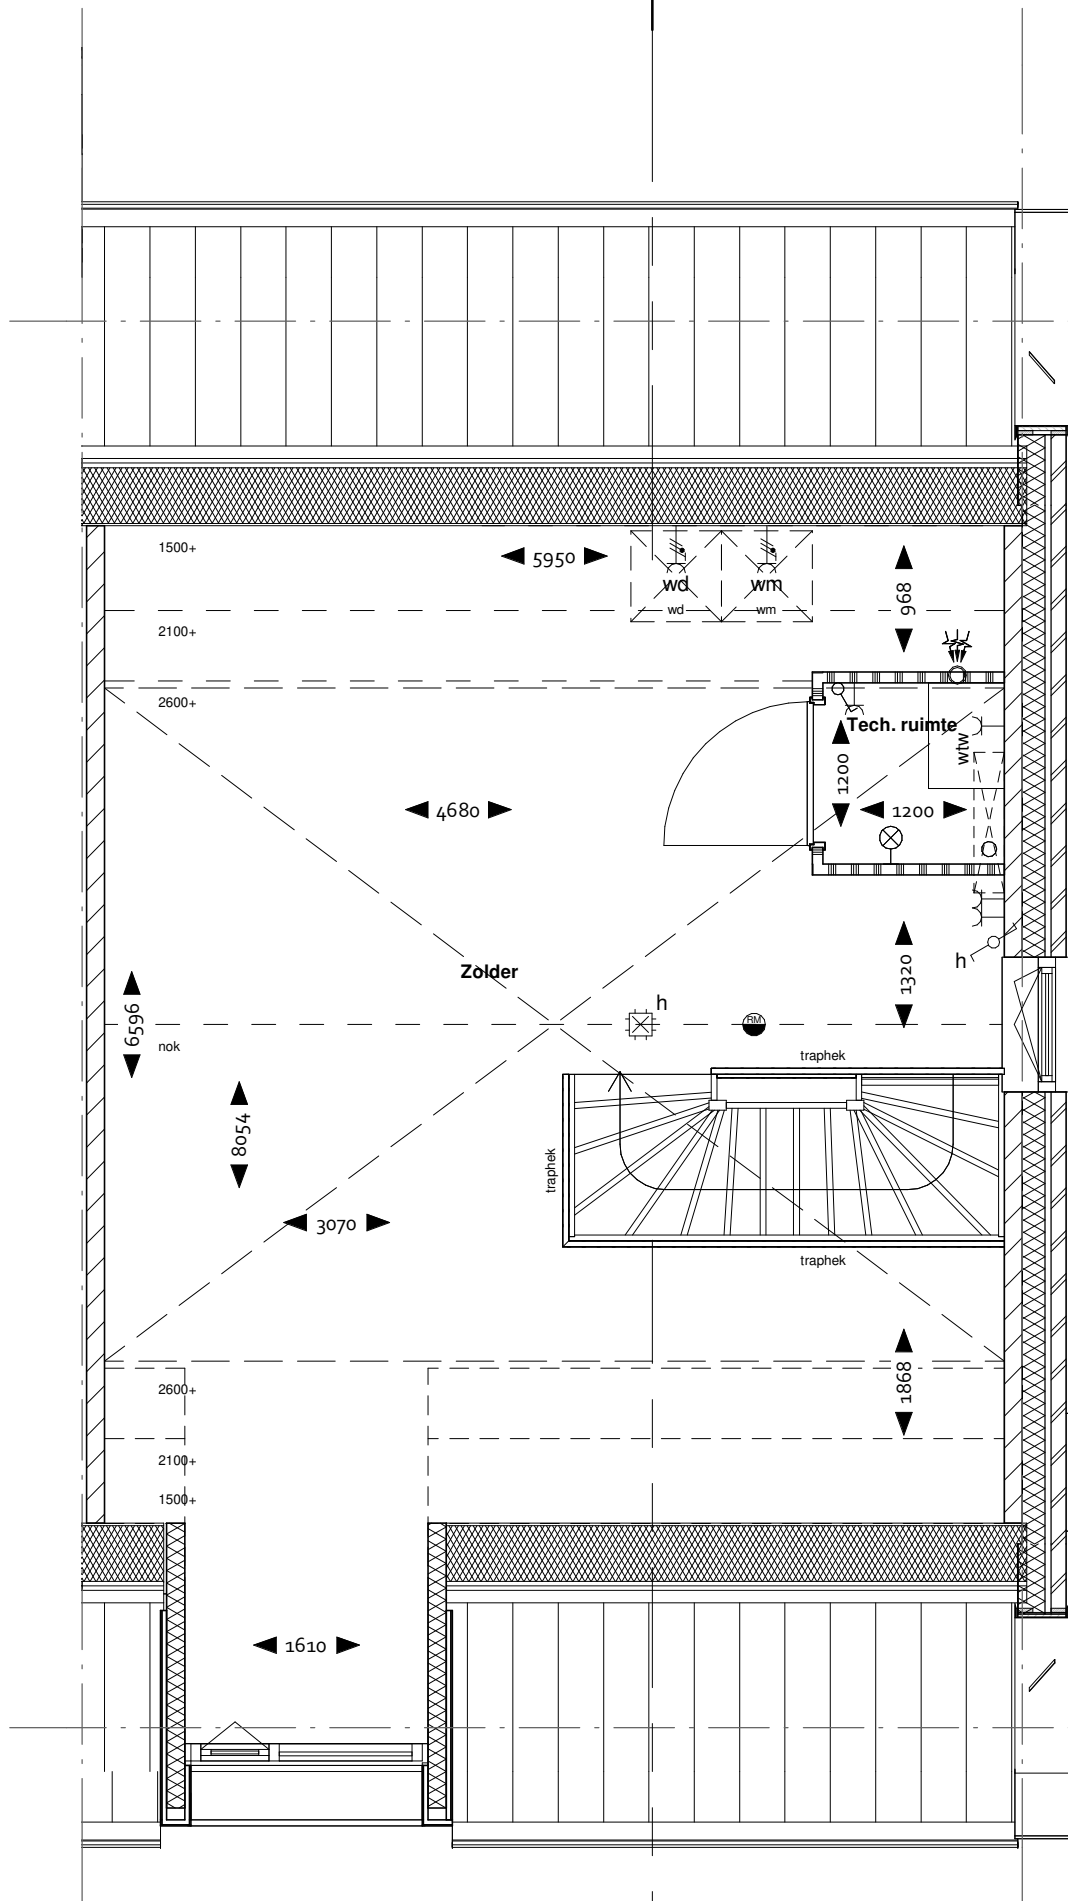 1500+
5950
wd
wm
wd
wm
968
2100+
2600+
Tech. ruimte
wtw
1200
4680
1200
h
1320
Zolder
h
RM
6596
nok
traphek
8054
traphek
3070
traphek
1868
2600+
2100+
1500+
1610